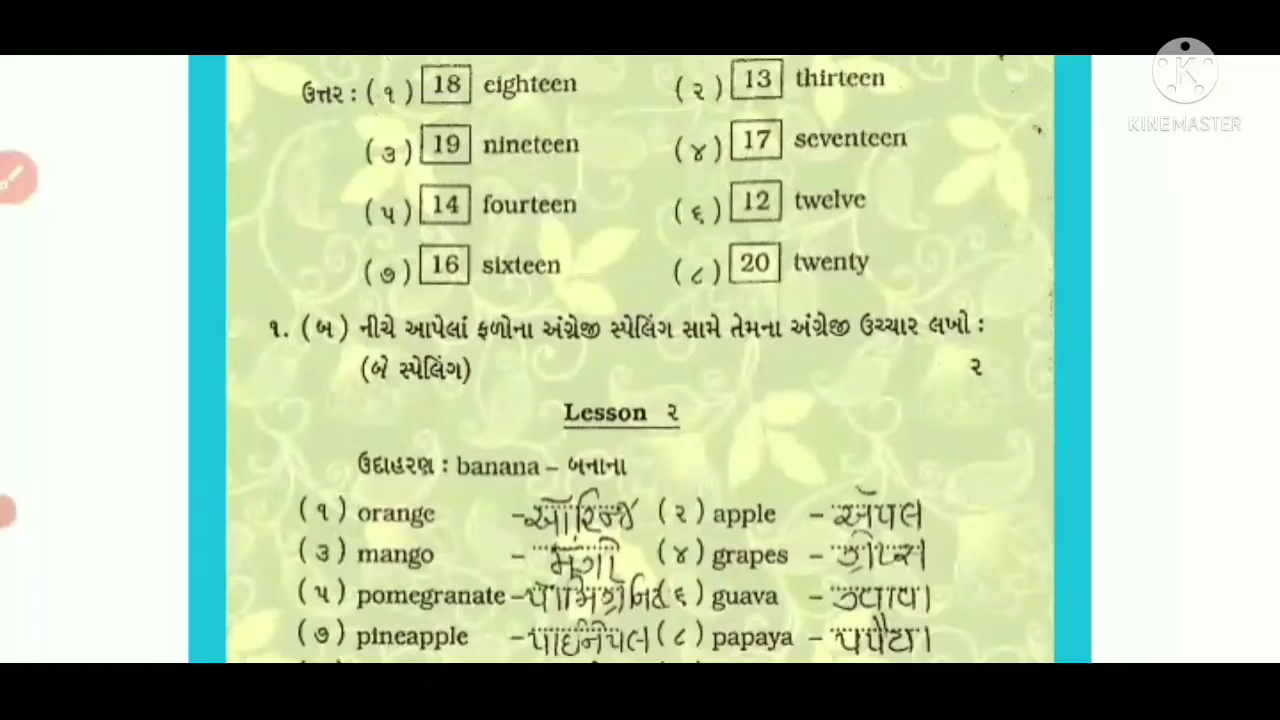 KINEMASTER
ઉત્તર : (૧) 18 eighteen (૨) 13 thirteen
(૩) 19 nineteen (૪) 17 seventeen
(૫) 14 fourteen (૬) 12 twelve
(૭) 16 sixteen (૮) 20 twenty
૧. (બ) નીચે આપેલાં ફળોના અંગ્રેજી સ્પેલિંગ સામે તેમના અંગ્રેજી ઉચ્ચાર લખો :
(બે સ્પેલિંગ) ૨
Lesson ૨
ઉદાહરણ : banana – બનાના
(૧) orange – ઑરિન્જ (૨) apple – ઍપલ
(૩) mango – મેંગો (૪) grapes – ગ્રેપ્સ
(૫) pomegranate – પૉમિગ્રેનિટ (૬) guava – ગ્વાવા
(૭) pineapple – પાઇનેપલ (૮) papaya – પપૈયા